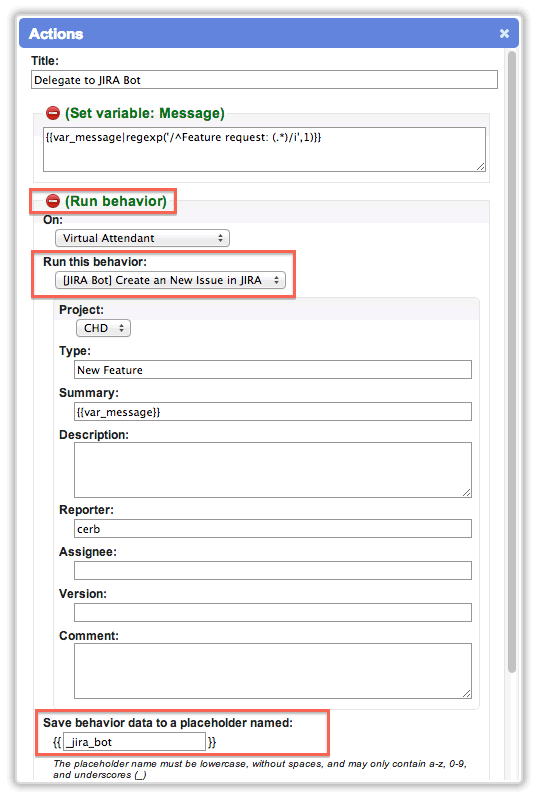 Actions
Title:
Delegate to JIRA Bot
(Set variable: Message)
{{var_message|regexp('/^Feature request: (.*)/i',1)}}
(Run behavior)
On:
Virtual Attendant
Run this behavior:
[JIRA Bot] Create an New Issue in JIRA
Project:
CHD
Type:
New Feature
Summary:
{{var_message}}
Description:
Reporter:
cerb
Assignee:
Version:
Comment:
Save behavior data to a placeholder named:
{{ _jira_bot }}
The placeholder name must be lowercase, without spaces, and may only contain a-z, 0-9,
and underscores (_)